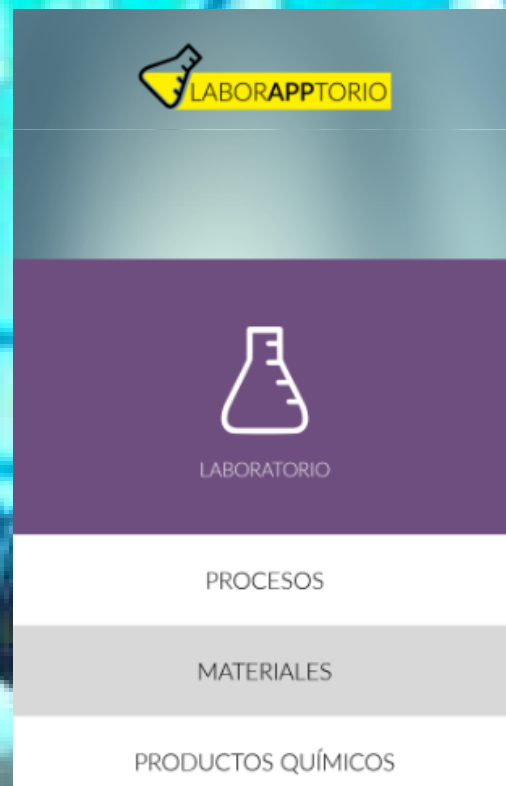 LABORAPPTORIO
LABORATORIO
PROCESOS
MATERIALES
PRODUCTOS QUÍMICOS